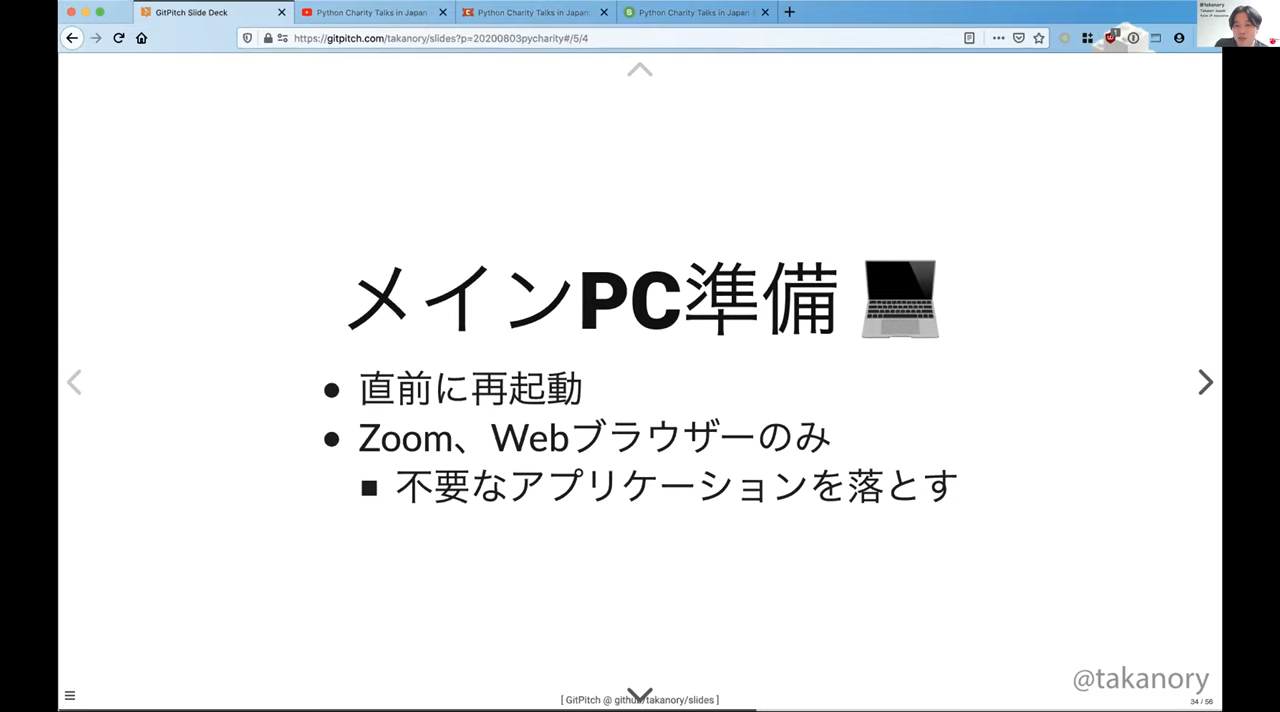 GitPitch Slide Deck
Python Charity Talks in Japan
Python Charity Talks in Japan
Python Charity Talks in Japan
https://gitpitch.com/takanory/slides?p=20200803pycharity#/5/4
@takanory
メインPC準備
直前に再起動
Zoom、Webブラウザーのみ
不要なアプリケーションを落とす
@takanory
[ GitPitch @ github/takanory/slides ]
34 / 56